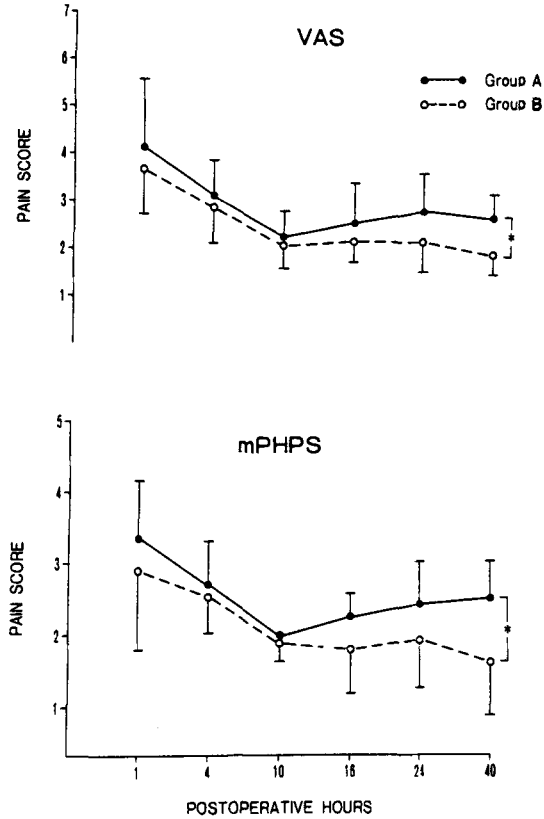 VAS
7
6
5
4
3
2
1
PAIN SCORE
Group A
Group B
*
mPHPS
5
4
3
2
1
PAIN SCORE
*
1 4 10 16 24 40
POSTOPERATIVE HOURS